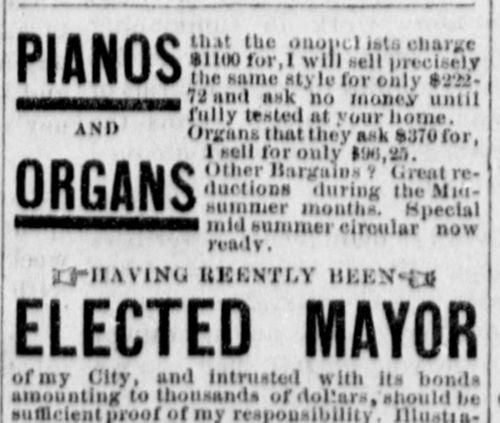 PIANOS
AND
ORGANS
that the onopclists charge
$1100 for, I will sell precisely
the same style for only $222-
72 and ask no money until
fully tested at your home.
Organs that they ask $370 for,
I sell for only $96,25.
Other Bargains? Great re-
ductions during the Mid-
summer months. Special
mid summer circular now
ready.
HAVING REENTLY BEEN
ELECTED MAYOR
of my City, and intrusted with its bonds
amounting to thousands of dollars, should be
sufficient proof of my responsibility. Illustra-